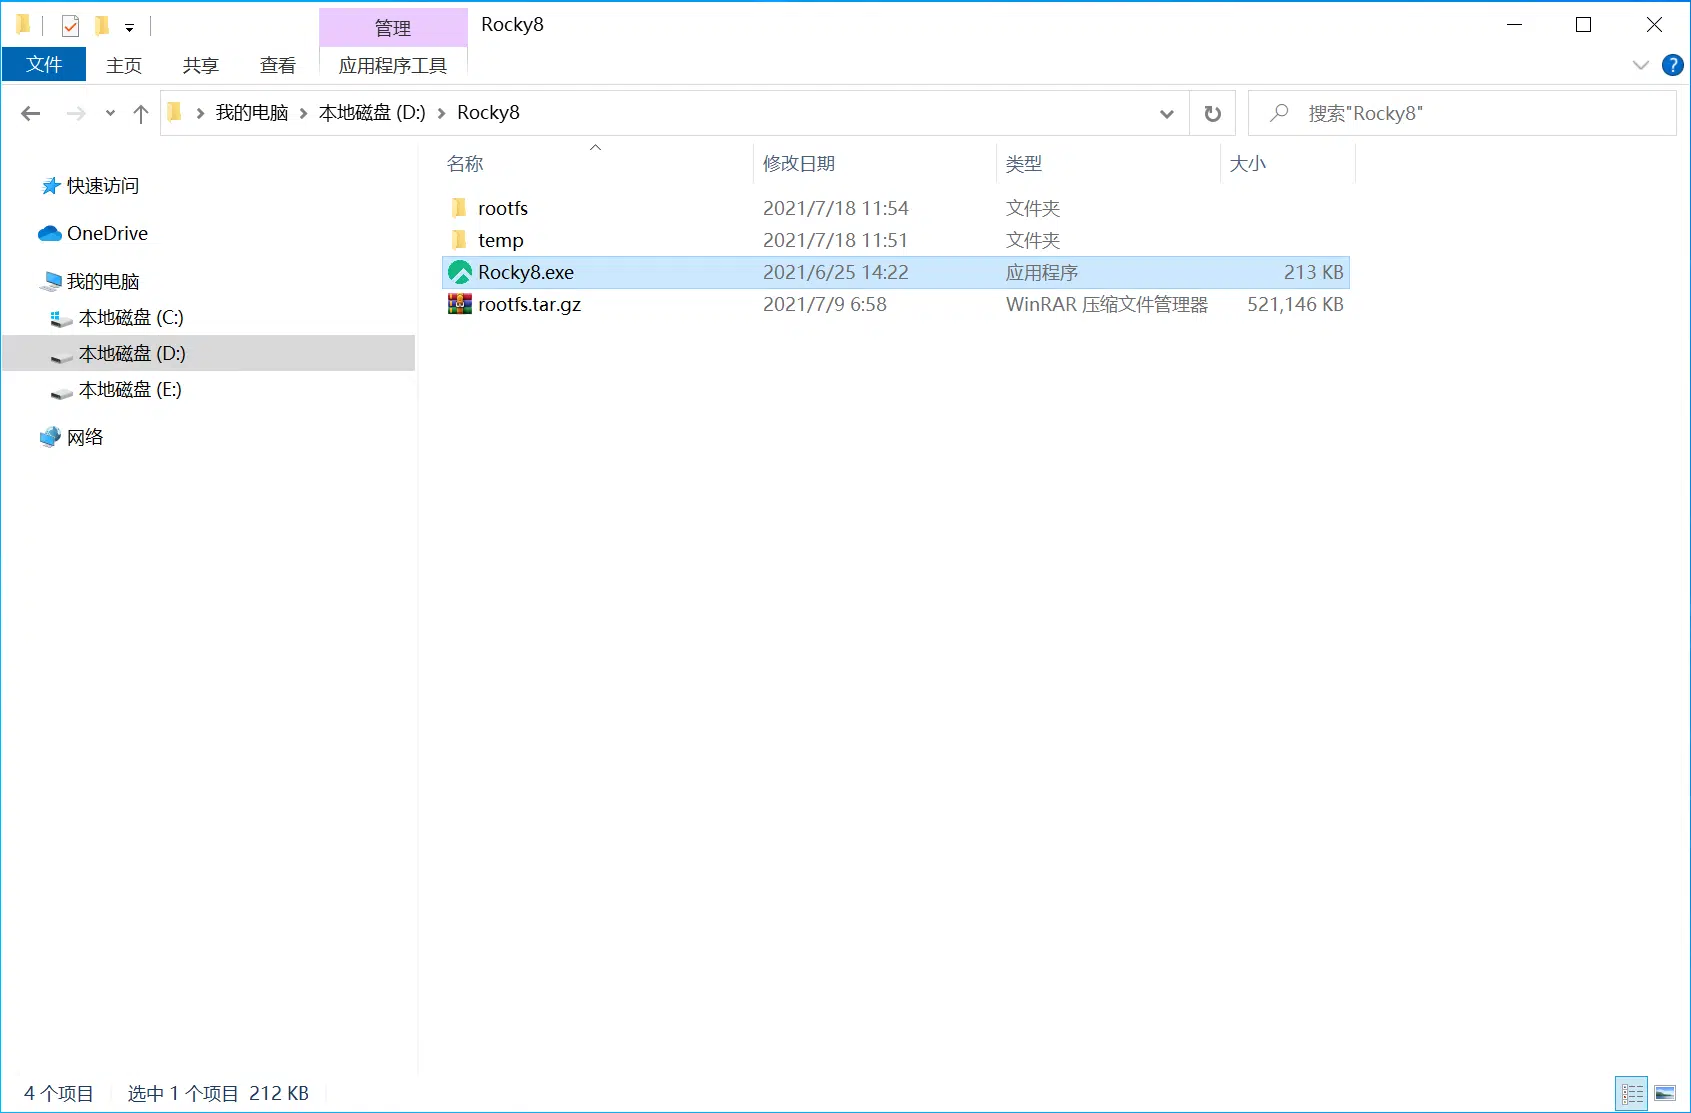 管理
Rocky8
文件
主页
共享
查看
应用程序工具
?
我的电脑
本地磁盘 (D:)
Rocky8
搜索"Rocky8"
快速访问
OneDrive
我的电脑
本地磁盘 (C:)
本地磁盘 (D:)
本地磁盘 (E:)
网络
名称 修改日期 类型 大小
rootfs 2021/7/18 11:54 文件夹
temp 2021/7/18 11:51 文件夹
Rocky8.exe 2021/6/25 14:22 应用程序 213 KB
rootfs.tar.gz 2021/7/9 6:58 WinRAR 压缩文件管理器 521,146 KB
4 个项目 选中 1 个项目 212 KB